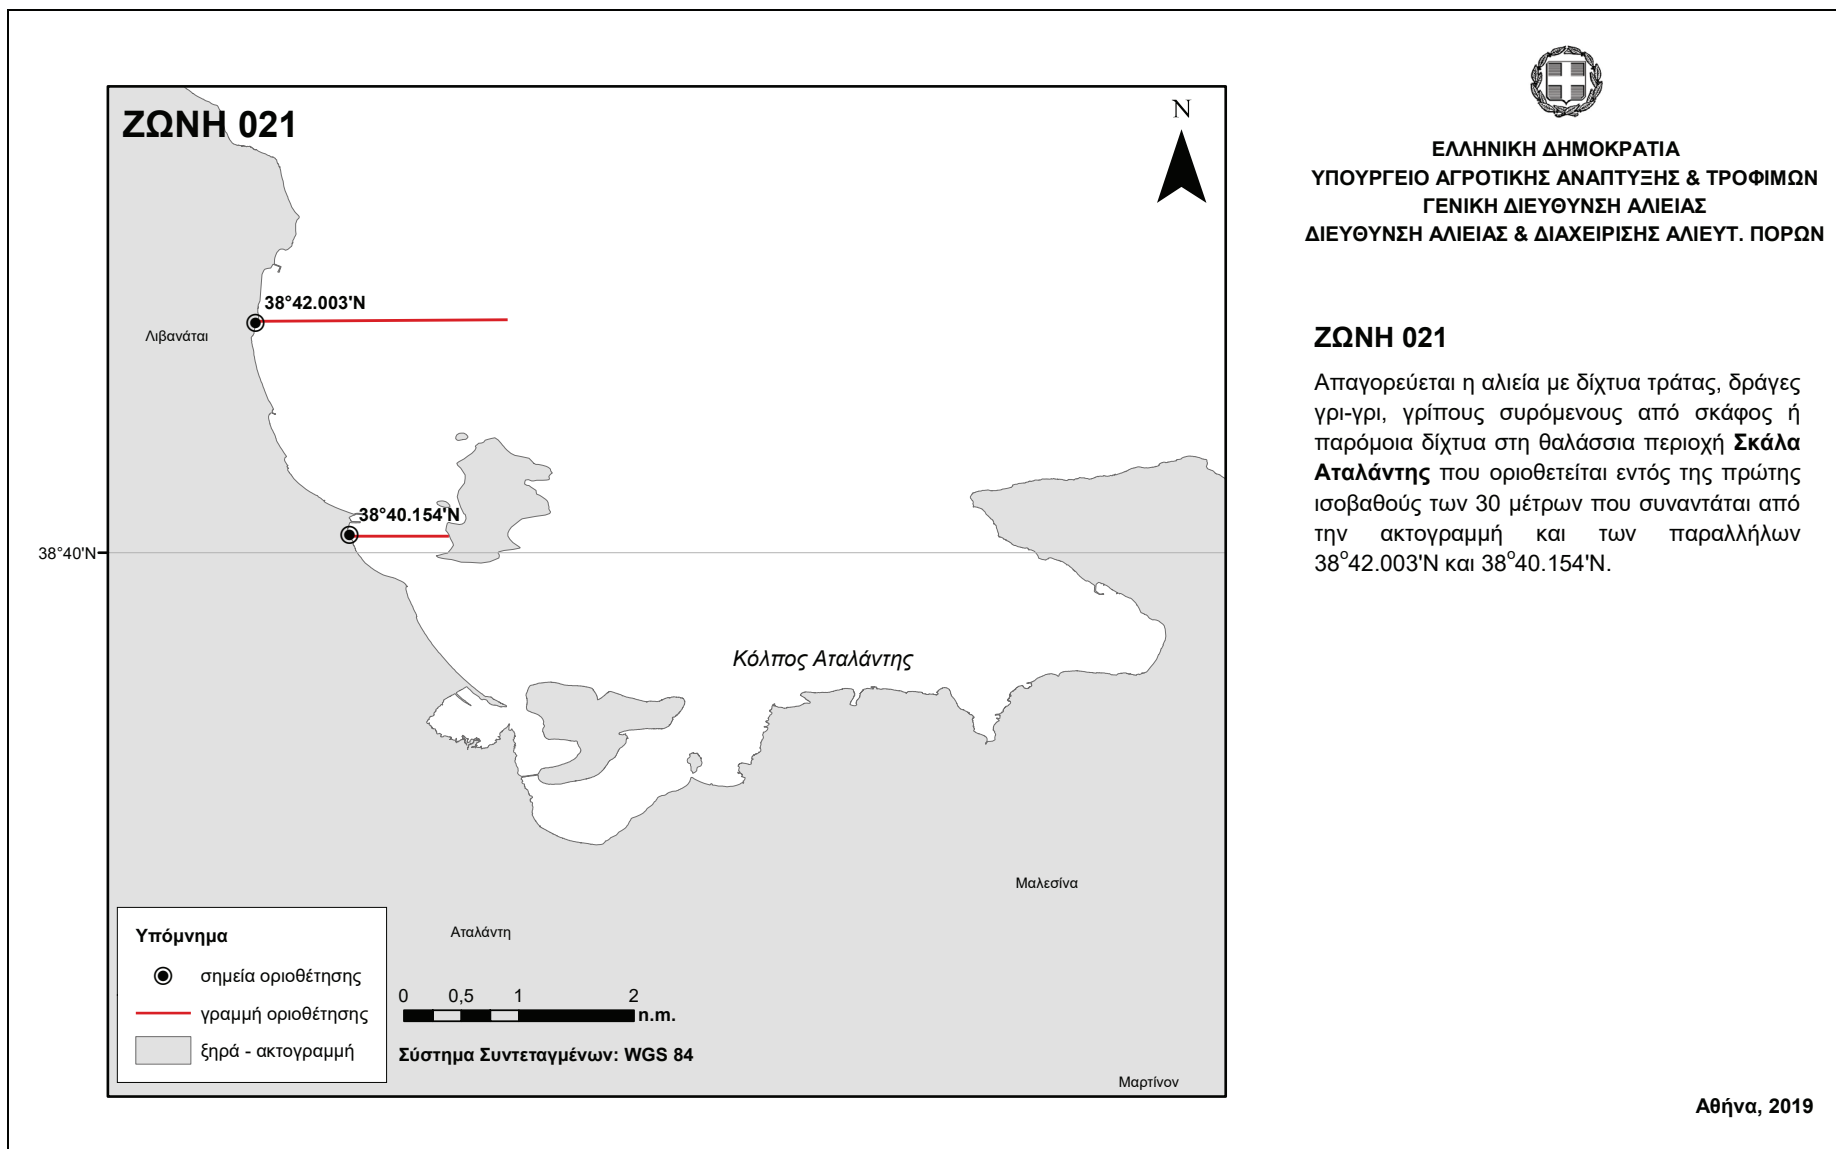 ΖΩΝΗ 021
N
38°42.003'N
Λιβανάται
38°40.154'N
38°40'N
Κόλπος Αταλάντης
Μαλεσίνα
Αταλάντη
Μαρτίνον
Υπόμνημα
σημεία οριοθέτησης
γραμμή οριοθέτησης
ξηρά - ακτογραμμή
0 0,5 1 2
n.m.
Σύστημα Συντεταγμένων: WGS 84
ΕΛΛΗΝΙΚΗ ΔΗΜΟΚΡΑΤΙΑ
ΥΠΟΥΡΓΕΙΟ ΑΓΡΟΤΙΚΗΣ ΑΝΑΠΤΥΞΗΣ & ΤΡΟΦΙΜΩΝ
ΓΕΝΙΚΗ ΔΙΕΥΘΥΝΣΗ ΑΛΙΕΙΑΣ
ΔΙΕΥΘΥΝΣΗ ΑΛΙΕΙΑΣ & ΔΙΑΧΕΙΡΙΣΗΣ ΑΛΙΕΥΤ. ΠΟΡΩΝ
ΖΩΝΗ 021
Απαγορεύεται η αλιεία με δίχτυα τράτας, δράγες
γρι-γρι, γρίπους συρόμενους από σκάφος ή
παρόμοια δίχτυα στη θαλάσσια περιοχή Σκάλα
Αταλάντης που οριοθετείται εντός της πρώτης
ισοβαθούς των 30 μέτρων που συναντάται από
την ακτογραμμή και των παραλλήλων
38°42.003'N και 38°40.154'N.
Αθήνα, 2019